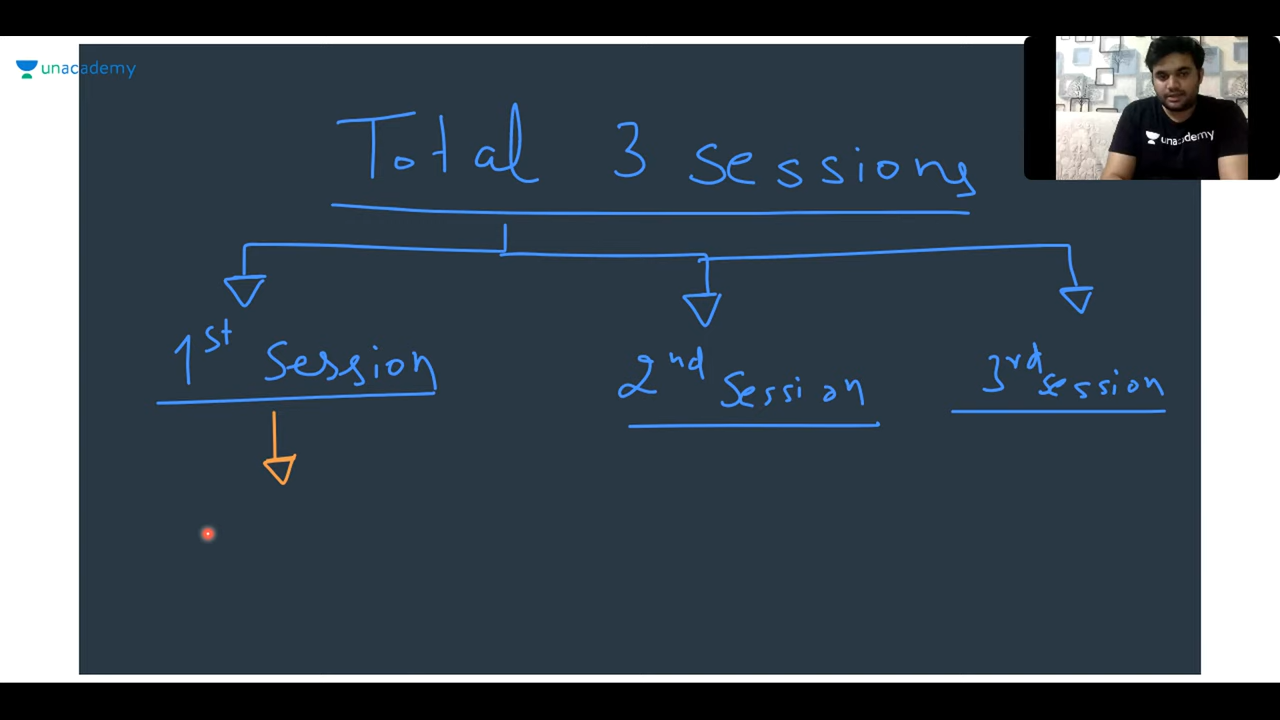 unacademy
unacademy
Total 3 sessions
1st Session
2nd Session
3rd session